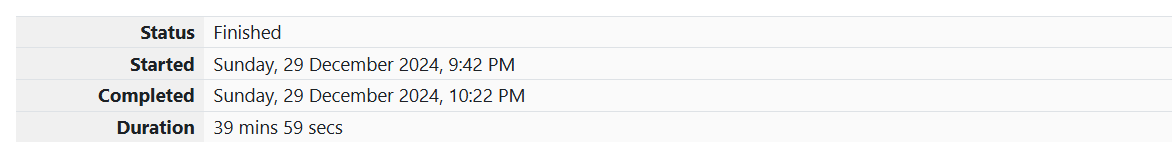 Status Finished
Started Sunday, 29 December 2024, 9:42 PM
Completed Sunday, 29 December 2024, 10:22 PM
Duration 39 mins 59 secs